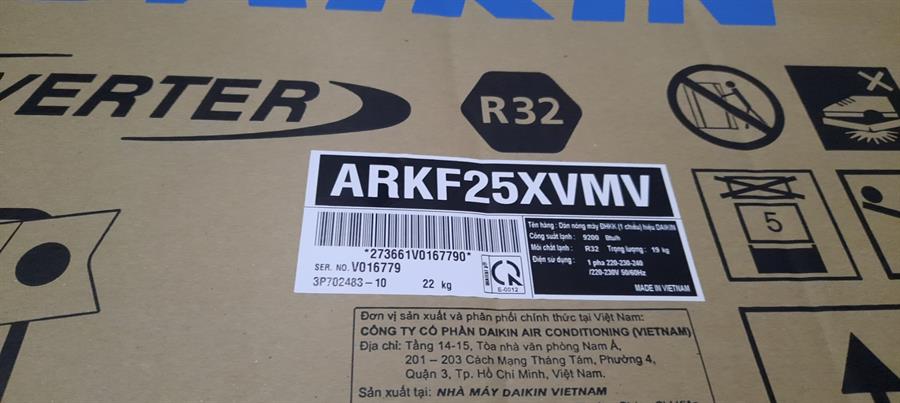 DAIKIN
VERTER
R32
ARKF25XVMV
*273661V0167790*
SER. NO. V016779
3P702483-10
22 kg
E-0012
Tên hàng : Dàn nóng máy ĐHKK (1 chiều) hiệu DAIKIN
Công suất lạnh : 9200 Btu/h
Môi chất lạnh : R32 Trọng lượng : 19 kg
Điện sử dụng : 1 pha 220-230-240
/220-230V 50/60Hz
MADE IN VIETNAM
5
Đơn vị sản xuất và phân phối chính thức tại Việt Nam:
CÔNG TY CỔ PHẦN DAIKIN AIR CONDITIONING (VIETNAM)
Địa chỉ: Tầng 14-15, Tòa nhà văn phòng Nam Á,
201 - 203 Cách Mạng Tháng Tám, Phường 4,
Quận 3, Tp. Hồ Chí Minh, Việt Nam.
Sản xuất tại: NHÀ MÁY DAIKIN VIETNAM